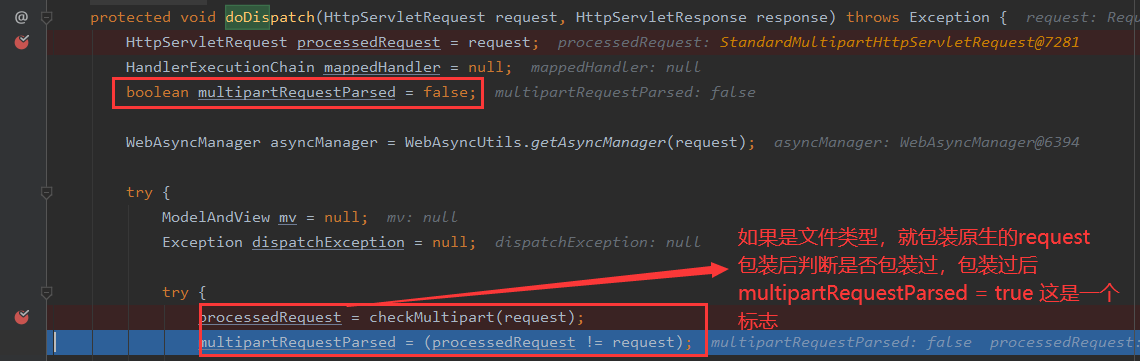 protected void doDispatch(HttpServletRequest request, HttpServletResponse response) throws Exception { request: Requ
HttpServletRequest processedRequest = request; processedRequest: StandardMultipartHttpServletRequest@7281
HandlerExecutionChain mappedHandler = null; mappedHandler: null
boolean multipartRequestParsed = false; multipartRequestParsed: false
WebAsyncManager asyncManager = WebAsyncUtils.getAsyncManager(request); asyncManager: WebAsyncManager@6394
try {
ModelAndView mv = null; mv: null
Exception dispatchException = null; dispatchException: null
如果是文件类型，就包装原生的request
包装后判断是否包装过，包装过后
multipartRequestParsed = true 这是一个
标志
try {
processedRequest = checkMultipart(request);
multipartRequestParsed = (processedRequest != request); multipartRequestParsed: false processedRequest: